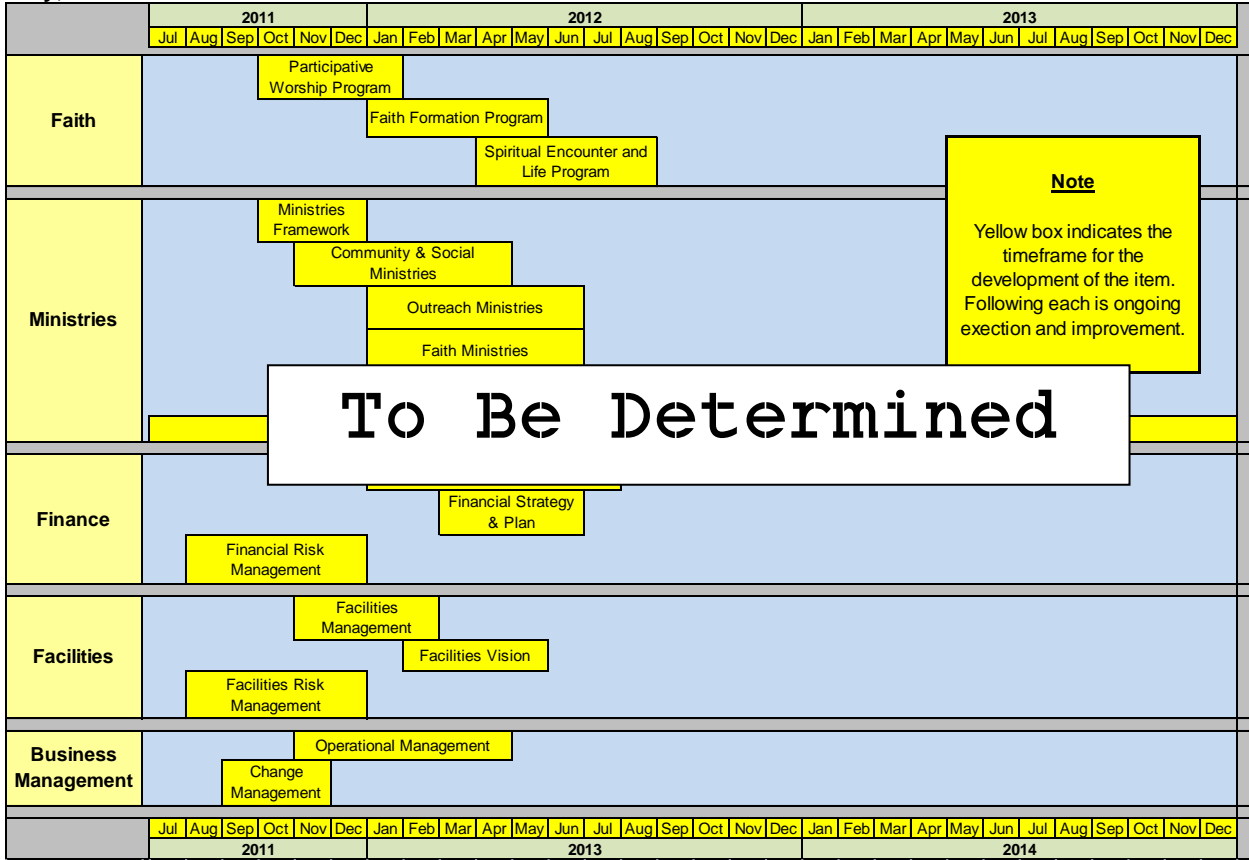 2011 2012 2013
Jul Aug Sep Oct Nov Dec Jan Feb Mar Apr May Jun Jul Aug Sep Oct Nov Dec Jan Feb Mar Apr May Jun Jul Aug Sep Oct Nov Dec
Faith
Participative
Worship Program
Faith Formation Program
Spiritual Encounter and
Life Program
Note
Yellow box indicates the
timeframe for the
development of the item.
Following each is ongoing
exection and improvement.
Ministries
Ministries
Framework
Community & Social
Ministries
Outreach Ministries
Faith Ministries
To Be Determined
Finance
Financial Strategy
& Plan
Financial Risk
Management
Facilities
Facilities
Management
Facilities Vision
Facilities Risk
Management
Business
Management
Operational Management
Change
Management
Jul Aug Sep Oct Nov Dec Jan Feb Mar Apr May Jun Jul Aug Sep Oct Nov Dec Jan Feb Mar Apr May Jun Jul Aug Sep Oct Nov Dec
2011 2013 2014